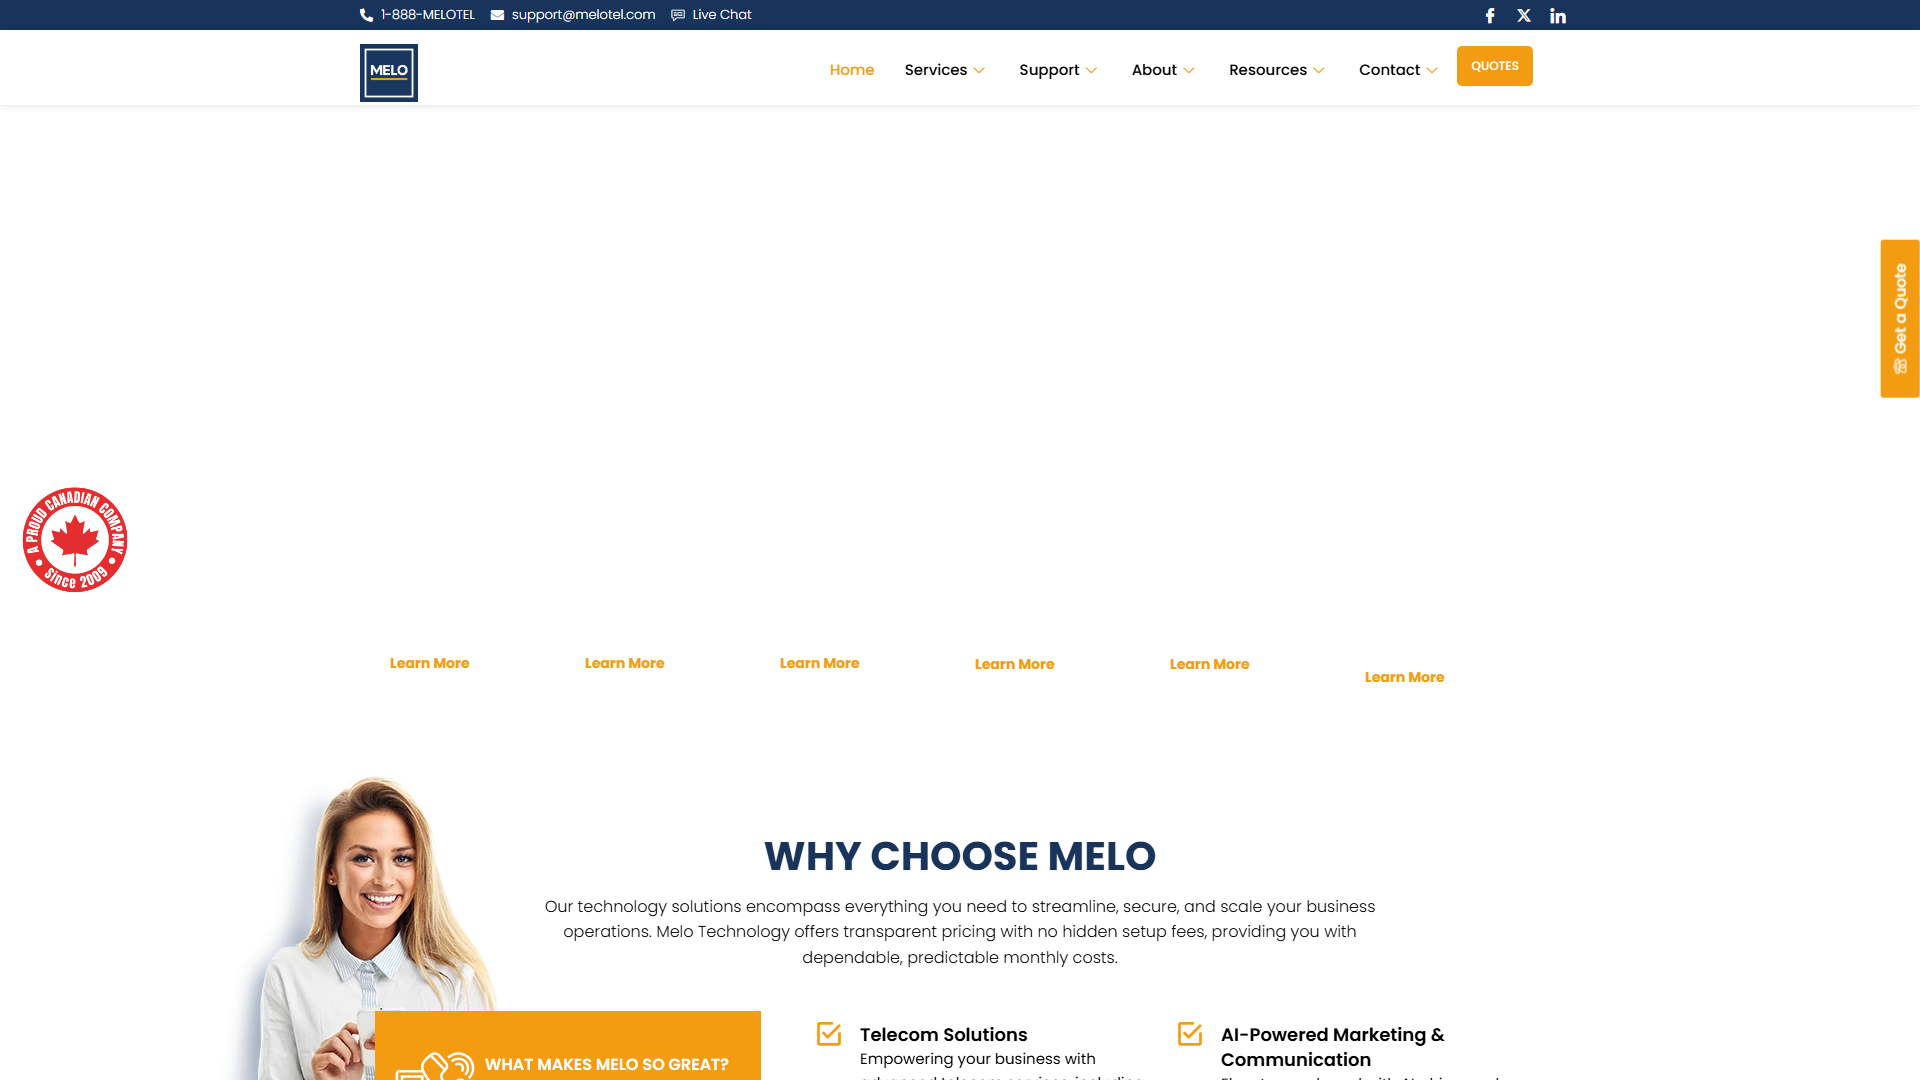 1-888-MELOTEL support@melotel.com Live Chat
MELO
Home Services Support About Resources Contact QUOTES
Get a Quote
A PROUD CANADIAN COMPANY
Since 2009
Learn More Learn More Learn More Learn More Learn More Learn More
WHY CHOOSE MELO
Our technology solutions encompass everything you need to streamline, secure, and scale your business
operations. Melo Technology offers transparent pricing with no hidden setup fees, providing you with
dependable, predictable monthly costs.
WHAT MAKES MELO SO GREAT?
Telecom Solutions
Empowering your business with
AI-Powered Marketing &
Communication